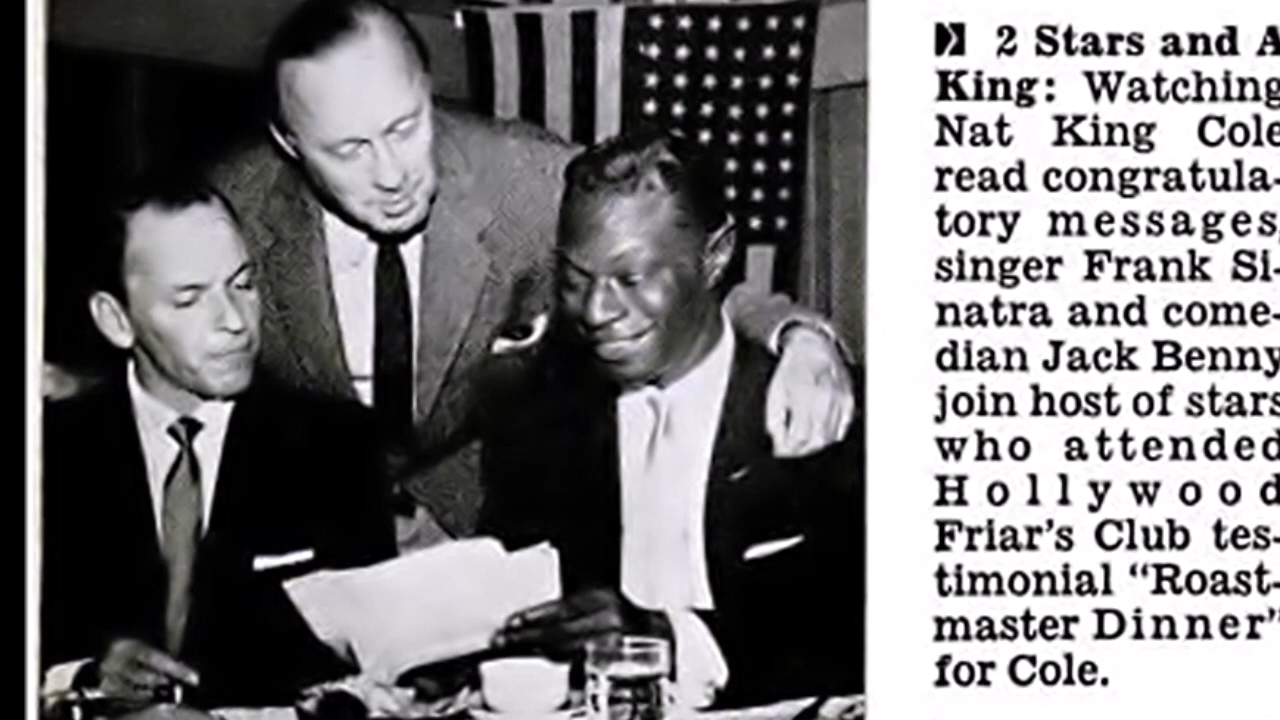 2 Stars and A
King: Watching
Nat King Cole
read congratula-
tory messages,
singer Frank Si-
natra and come-
dian Jack Benny
join host of stars
who attended
Hollywood
Friar's Club tes-
timonial “Roast-
master Dinner”
for Cole.